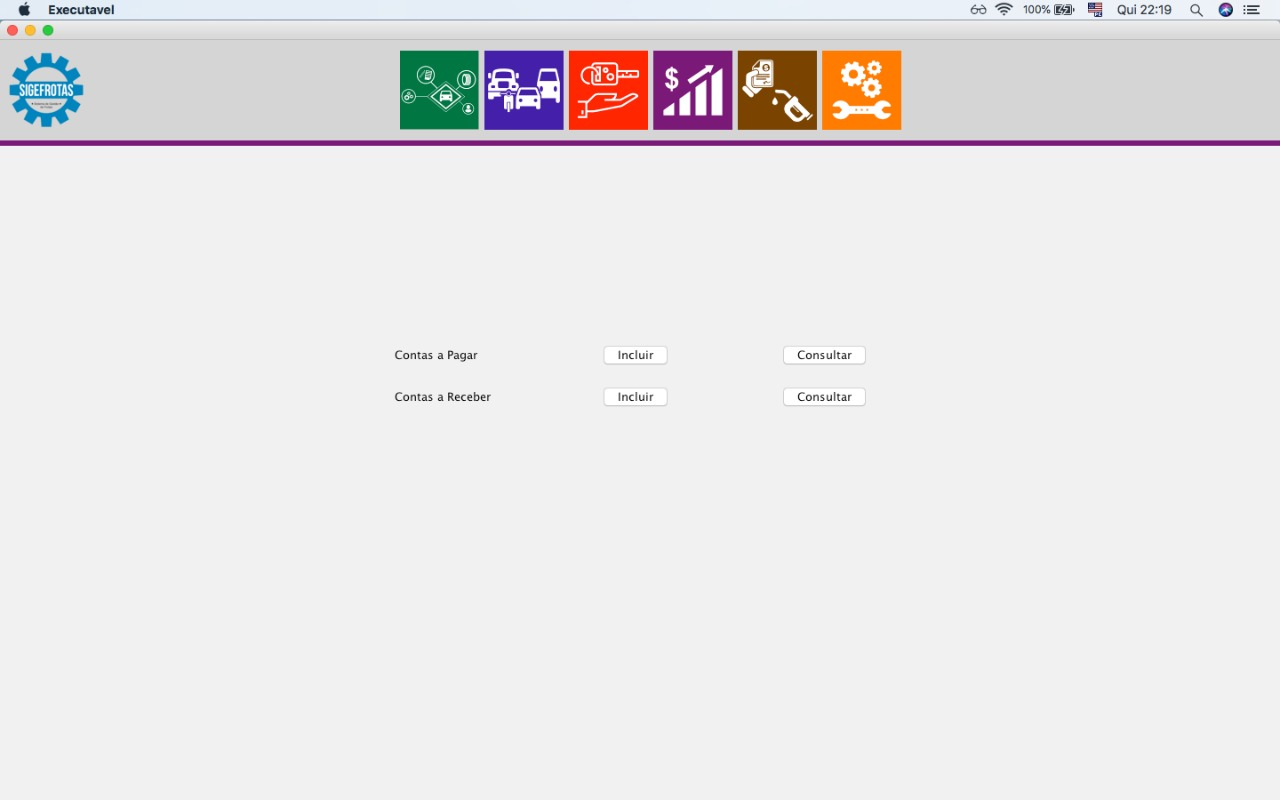 Executavel
100%
Qui 22:19
SIGEFROTAS
Contas a Pagar
Incluir
Consultar
Contas a Receber
Incluir
Consultar